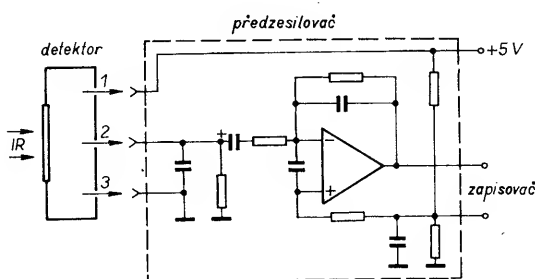 předzesilovač
detektor
1
+5 V
IR
2
+
−
3
+
zapisovač